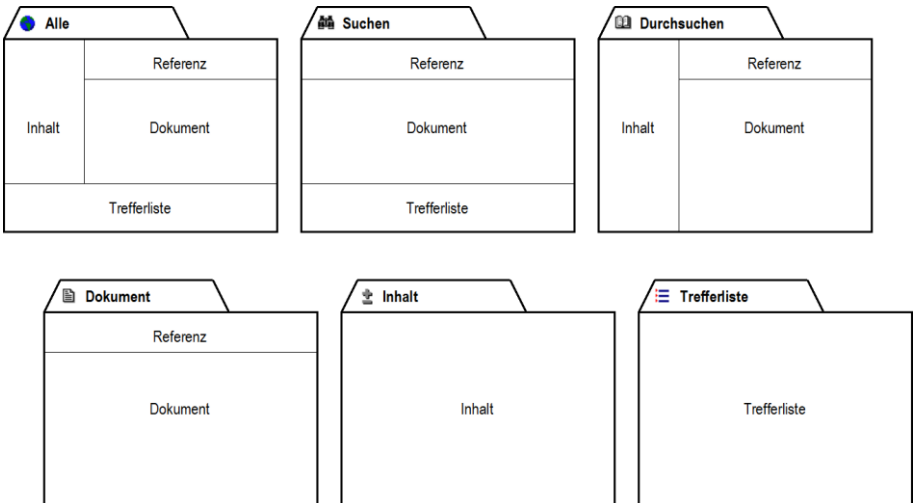 Alle
Referenz
Inhalt
Dokument
Trefferliste
Suchen
Referenz
Dokument
Trefferliste
Durchsuchen
Referenz
Inhalt
Dokument
Dokument
Referenz
Dokument
Inhalt
Inhalt
Trefferliste
Trefferliste